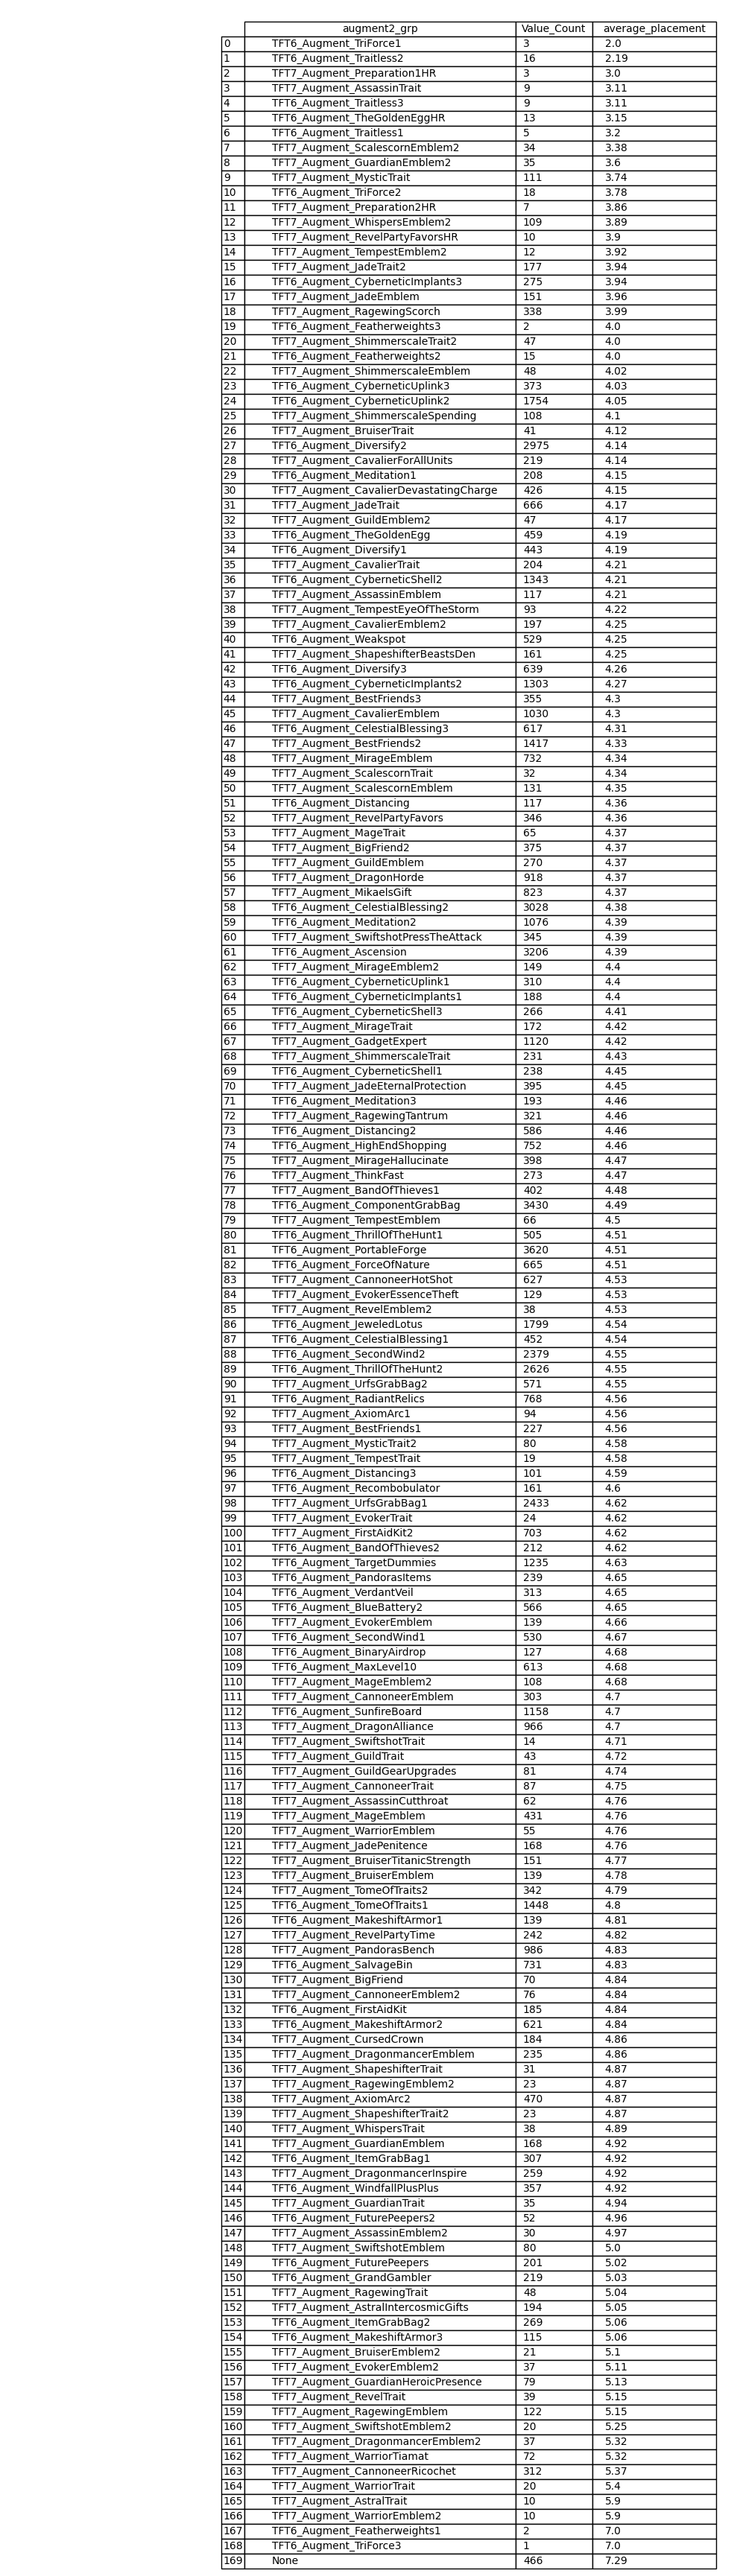 augment2_grp Value_Count average_placement
0 TFT6_Augment_TriForce1 3 2.0
1 TFT6_Augment_Traitless2 16 2.19
2 TFT7_Augment_Preparation1HR 3 3.0
3 TFT7_Augment_AssassinTrait 9 3.11
4 TFT6_Augment_Traitless3 9 3.11
5 TFT6_Augment_TheGoldenEggHR 13 3.15
6 TFT6_Augment_Traitless1 5 3.2
7 TFT7_Augment_ScalescornEmblem2 34 3.38
8 TFT7_Augment_GuardianEmblem2 35 3.6
9 TFT7_Augment_MysticTrait 111 3.74
10 TFT6_Augment_TriForce2 18 3.78
11 TFT7_Augment_Preparation2HR 7 3.86
12 TFT7_Augment_WhispersEmblem2 109 3.89
13 TFT7_Augment_RevelPartyFavorsHR 10 3.9
14 TFT7_Augment_TempestEmblem2 12 3.92
15 TFT7_Augment_JadeTrait2 177 3.94
16 TFT6_Augment_CyberneticImplants3 275 3.94
17 TFT7_Augment_JadeEmblem 151 3.96
18 TFT7_Augment_RagewingScorch 338 3.99
19 TFT6_Augment_Featherweights3 2 4.0
20 TFT7_Augment_ShimmerscaleTrait2 47 4.0
21 TFT6_Augment_Featherweights2 15 4.0
22 TFT7_Augment_ShimmerscaleEmblem 48 4.02
23 TFT6_Augment_CyberneticUplink3 373 4.03
24 TFT6_Augment_CyberneticUplink2 1754 4.05
25 TFT7_Augment_ShimmerscaleSpending 108 4.1
26 TFT7_Augment_BruiserTrait 41 4.12
27 TFT6_Augment_Diversify2 2975 4.14
28 TFT7_Augment_CavalierForAllUnits 219 4.14
29 TFT6_Augment_Meditation1 208 4.15
30 TFT7_Augment_CavalierDevastatingCharge 426 4.15
31 TFT7_Augment_JadeTrait 666 4.17
32 TFT7_Augment_GuildEmblem2 47 4.17
33 TFT6_Augment_TheGoldenEgg 459 4.19
34 TFT6_Augment_Diversify1 443 4.19
35 TFT7_Augment_CavalierTrait 204 4.21
36 TFT6_Augment_CyberneticShell2 1343 4.21
37 TFT7_Augment_AssassinEmblem 117 4.21
38 TFT7_Augment_TempestEyeOfTheStorm 93 4.22
39 TFT7_Augment_CavalierEmblem2 197 4.25
40 TFT6_Augment_Weakspot 529 4.25
41 TFT7_Augment_ShapeshifterBeastsDen 161 4.25
42 TFT6_Augment_Diversify3 639 4.26
43 TFT6_Augment_CyberneticImplants2 1303 4.27
44 TFT7_Augment_BestFriends3 355 4.3
45 TFT7_Augment_CavalierEmblem 1030 4.3
46 TFT6_Augment_CelestialBlessing3 617 4.31
47 TFT7_Augment_BestFriends2 1417 4.33
48 TFT7_Augment_MirageEmblem 732 4.34
49 TFT7_Augment_ScalescornTrait 32 4.34
50 TFT7_Augment_ScalescornEmblem 131 4.35
51 TFT6_Augment_Distancing 117 4.36
52 TFT7_Augment_RevelPartyFavors 346 4.36
53 TFT7_Augment_MageTrait 65 4.37
54 TFT7_Augment_BigFriend2 375 4.37
55 TFT7_Augment_GuildEmblem 270 4.37
56 TFT7_Augment_DragonHorde 918 4.37
57 TFT7_Augment_MikaelsGift 823 4.37
58 TFT6_Augment_CelestialBlessing2 3028 4.38
59 TFT6_Augment_Meditation2 1076 4.39
60 TFT7_Augment_SwiftshotPressTheAttack 345 4.39
61 TFT6_Augment_Ascension 3206 4.39
62 TFT7_Augment_MirageEmblem2 149 4.4
63 TFT6_Augment_CyberneticUplink1 310 4.4
64 TFT6_Augment_CyberneticImplants1 188 4.4
65 TFT6_Augment_CyberneticShell3 266 4.41
66 TFT7_Augment_MirageTrait 172 4.42
67 TFT7_Augment_GadgetExpert 1120 4.42
68 TFT7_Augment_ShimmerscaleTrait 231 4.43
69 TFT6_Augment_CyberneticShell1 238 4.45
70 TFT7_Augment_JadeEternalProtection 395 4.45
71 TFT6_Augment_Meditation3 193 4.46
72 TFT7_Augment_RagewingTantrum 321 4.46
73 TFT6_Augment_Distancing2 586 4.46
74 TFT6_Augment_HighEndShopping 752 4.46
75 TFT7_Augment_MirageHallucinate 398 4.47
76 TFT7_Augment_ThinkFast 273 4.47
77 TFT7_Augment_BandOfThieves1 402 4.48
78 TFT6_Augment_ComponentGrabBag 3430 4.49
79 TFT7_Augment_TempestEmblem 66 4.5
80 TFT6_Augment_ThrillOfTheHunt1 505 4.51
81 TFT6_Augment_PortableForge 3620 4.51
82 TFT6_Augment_ForceOfNature 665 4.51
83 TFT7_Augment_CannoneerHotShot 627 4.53
84 TFT7_Augment_EvokerEssenceTheft 129 4.53
85 TFT7_Augment_RevelEmblem2 38 4.53
86 TFT6_Augment_JeweledLotus 1799 4.54
87 TFT6_Augment_CelestialBlessing1 452 4.54
88 TFT6_Augment_SecondWind2 2379 4.55
89 TFT6_Augment_ThrillOfTheHunt2 2626 4.55
90 TFT7_Augment_UrfsGrabBag2 571 4.55
91 TFT6_Augment_RadiantRelics 768 4.56
92 TFT7_Augment_AxiomArc1 94 4.56
93 TFT7_Augment_BestFriends1 227 4.56
94 TFT7_Augment_MysticTrait2 80 4.58
95 TFT7_Augment_TempestTrait 19 4.58
96 TFT6_Augment_Distancing3 101 4.59
97 TFT6_Augment_Recombobulator 161 4.6
98 TFT7_Augment_UrfsGrabBag1 2433 4.62
99 TFT7_Augment_EvokerTrait 24 4.62
100 TFT7_Augment_FirstAidKit2 703 4.62
101 TFT6_Augment_BandOfThieves2 212 4.62
102 TFT6_Augment_TargetDummies 1235 4.63
103 TFT6_Augment_PandorasItems 239 4.65
104 TFT6_Augment_VerdantVeil 313 4.65
105 TFT6_Augment_BlueBattery2 566 4.65
106 TFT7_Augment_EvokerEmblem 139 4.66
107 TFT6_Augment_SecondWind1 530 4.67
108 TFT6_Augment_BinaryAirdrop 127 4.68
109 TFT6_Augment_MaxLevel10 613 4.68
110 TFT7_Augment_MageEmblem2 108 4.68
111 TFT7_Augment_CannoneerEmblem 303 4.7
112 TFT6_Augment_SunfireBoard 1158 4.7
113 TFT7_Augment_DragonAlliance 966 4.7
114 TFT7_Augment_SwiftshotTrait 14 4.71
115 TFT7_Augment_GuildTrait 43 4.72
116 TFT7_Augment_GuildGearUpgrades 81 4.74
117 TFT7_Augment_CannoneerTrait 87 4.75
118 TFT7_Augment_AssassinCutthroat 62 4.76
119 TFT7_Augment_MageEmblem 431 4.76
120 TFT7_Augment_WarriorEmblem 55 4.76
121 TFT7_Augment_JadePenitence 168 4.76
122 TFT7_Augment_BruiserTitanicStrength 151 4.77
123 TFT7_Augment_BruiserEmblem 139 4.78
124 TFT7_Augment_TomeOfTraits2 342 4.79
125 TFT6_Augment_TomeOfTraits1 1448 4.8
126 TFT6_Augment_MakeshiftArmor1 139 4.81
127 TFT7_Augment_RevelPartyTime 242 4.82
128 TFT7_Augment_PandorasBench 986 4.83
129 TFT6_Augment_SalvageBin 731 4.83
130 TFT7_Augment_BigFriend 70 4.84
131 TFT7_Augment_CannoneerEmblem2 76 4.84
132 TFT6_Augment_FirstAidKit 185 4.84
133 TFT6_Augment_MakeshiftArmor2 621 4.84
134 TFT7_Augment_CursedCrown 184 4.86
135 TFT7_Augment_DragonmancerEmblem 235 4.86
136 TFT7_Augment_ShapeshifterTrait 31 4.87
137 TFT7_Augment_RagewingEmblem2 23 4.87
138 TFT7_Augment_AxiomArc2 470 4.87
139 TFT7_Augment_ShapeshifterTrait2 23 4.87
140 TFT7_Augment_WhispersTrait 38 4.89
141 TFT7_Augment_GuardianEmblem 168 4.92
142 TFT6_Augment_ItemGrabBag1 307 4.92
143 TFT7_Augment_DragonmancerInspire 259 4.92
144 TFT6_Augment_WindfallPlusPlus 357 4.92
145 TFT7_Augment_GuardianTrait 35 4.94
146 TFT6_Augment_FuturePeepers2 52 4.96
147 TFT7_Augment_AssassinEmblem2 30 4.97
148 TFT7_Augment_SwiftshotEmblem 80 5.0
149 TFT6_Augment_FuturePeepers 201 5.02
150 TFT6_Augment_GrandGambler 219 5.03
151 TFT7_Augment_RagewingTrait 48 5.04
152 TFT7_Augment_AstralIntercosmicGifts 194 5.05
153 TFT6_Augment_ItemGrabBag2 269 5.06
154 TFT6_Augment_MakeshiftArmor3 115 5.06
155 TFT7_Augment_BruiserEmblem2 21 5.1
156 TFT7_Augment_EvokerEmblem2 37 5.11
157 TFT7_Augment_GuardianHeroicPresence 79 5.13
158 TFT7_Augment_RevelTrait 39 5.15
159 TFT7_Augment_RagewingEmblem 122 5.15
160 TFT7_Augment_SwiftshotEmblem2 20 5.25
161 TFT7_Augment_DragonmancerEmblem2 37 5.32
162 TFT7_Augment_WarriorTiamat 72 5.32
163 TFT7_Augment_CannoneerRicochet 312 5.37
164 TFT7_Augment_WarriorTrait 20 5.4
165 TFT7_Augment_AstralTrait 10 5.9
166 TFT7_Augment_WarriorEmblem2 10 5.9
167 TFT6_Augment_Featherweights1 2 7.0
168 TFT6_Augment_TriForce3 1 7.0
169 None 466 7.29